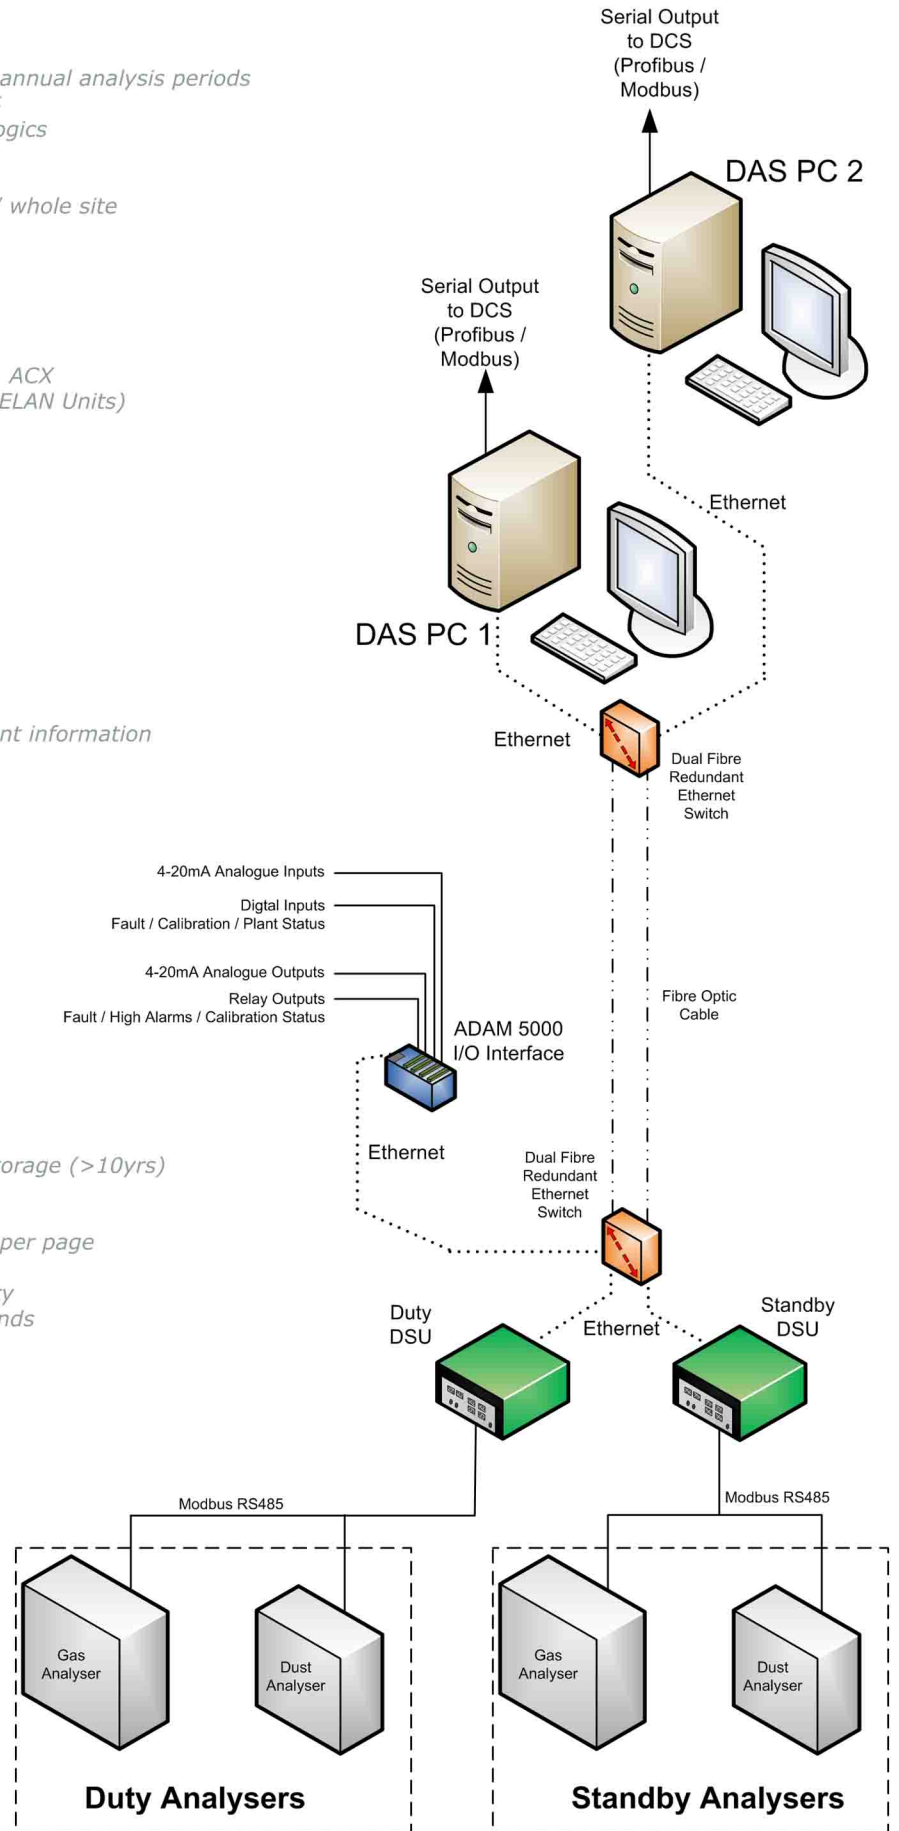 Serial Output
to DCS
(Profibus /
Modbus)
annual analysis periods
ogics
DAS PC 2
/ whole site
Serial Output
to DCS
(Profibus /
Modbus)
ACX
ELAN Units)
Ethernet
DAS PC 1
nt information
Ethernet
Dual Fibre
Redundant
Ethernet
Switch
4-20mA Analogue Inputs
Digtal Inputs
Fault / Calibration / Plant Status
4-20mA Analogue Outputs
Relay Outputs
Fault / High Alarms / Calibration Status
Fibre Optic
Cable
ADAM 5000
I/O Interface
Ethernet
orage (>10yrs)
Dual Fibre
Redundant
Ethernet
Switch
per page
ty
nds
Duty
DSU
Ethernet
Standby
DSU
Modbus RS485
Modbus RS485
Gas
Analyser
Dust
Analyser
Gas
Analyser
Dust
Analyser
Duty Analysers
Standby Analysers